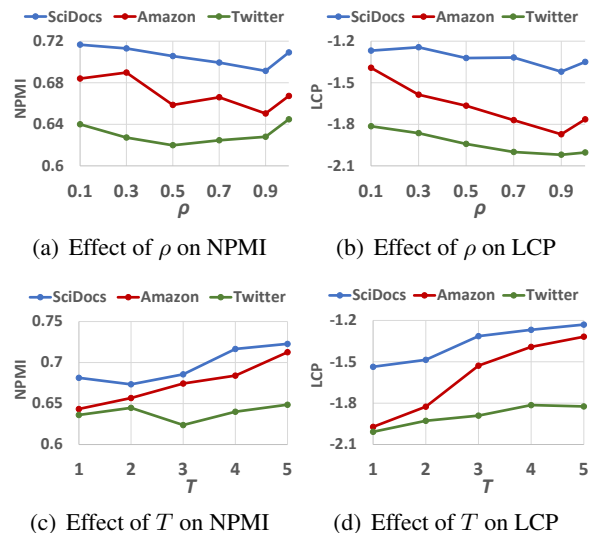 SciDocs Amazon Twitter
0.72
0.68
0.64
0.6
NPMI
0.1 0.3 0.5 0.7 0.9
ρ
(a) Effect of ρ on NPMI
SciDocs Amazon Twitter
-1.2
-1.5
-1.8
-2.1
LCP
0.1 0.3 0.5 0.7 0.9
ρ
(b) Effect of ρ on LCP
SciDocs Amazon Twitter
0.75
0.7
0.65
0.6
NPMI
1 2 3 4 5
T
(c) Effect of T on NPMI
SciDocs Amazon Twitter
-1.2
-1.5
-1.8
-2.1
LCP
1 2 3 4 5
T
(d) Effect of T on LCP